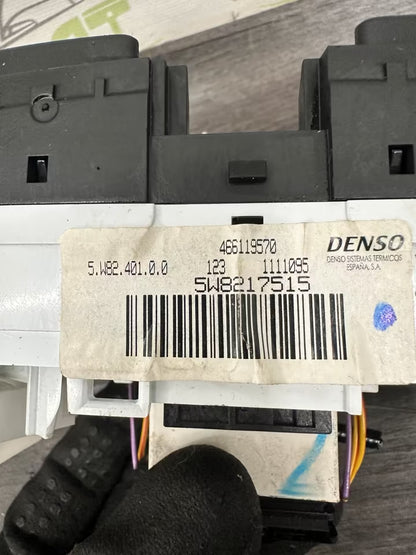 466119570
DENSO
DENSO SISTEMAS TERMICOS
ESPAÑA, S.A.
5.W82.401.0.0 123 1111095
5W8217515